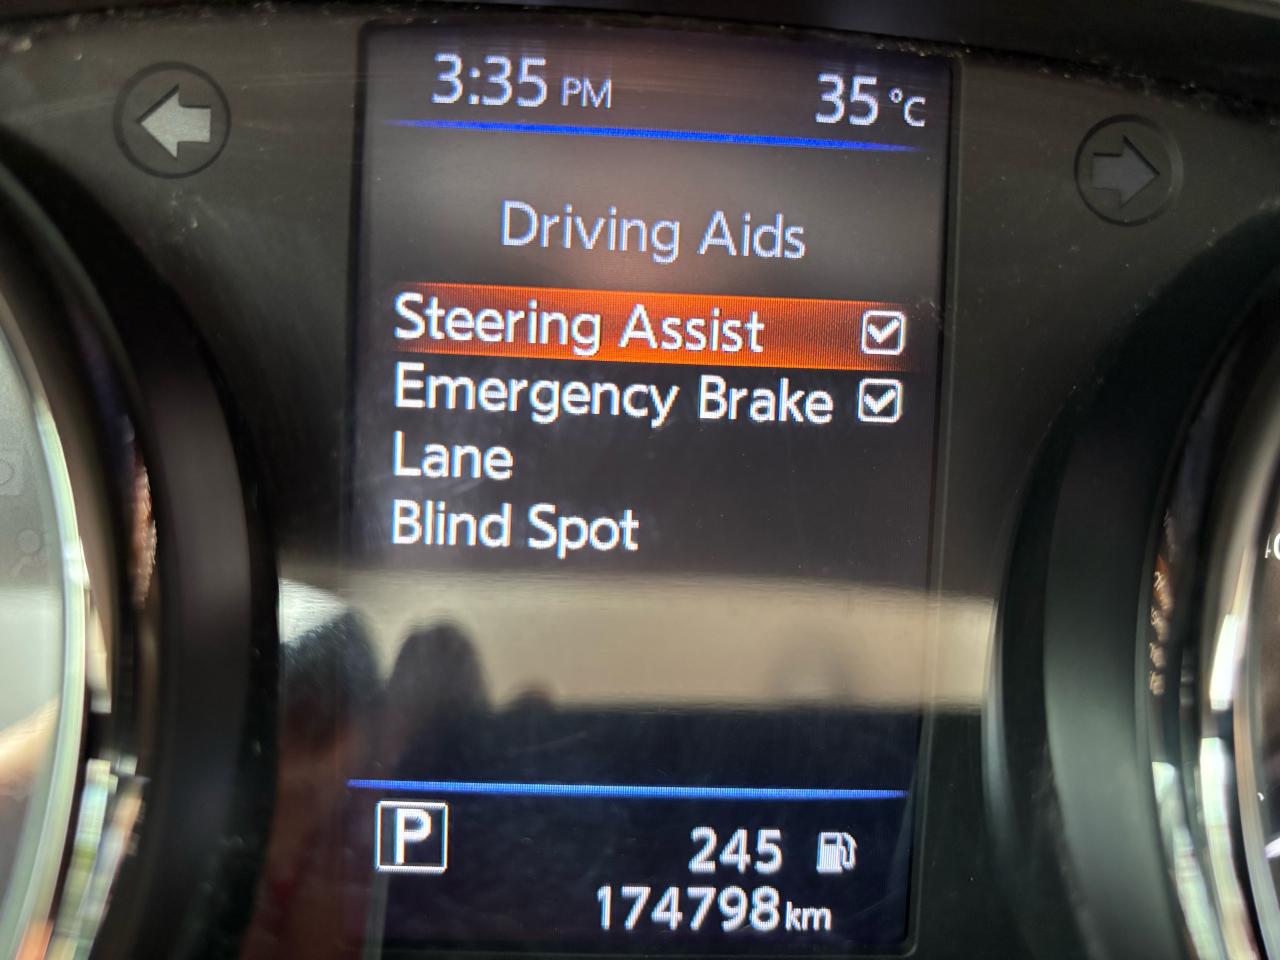 3:35 PM 35 °C
Driving Aids
Steering Assist
Emergency Brake
Lane
Blind Spot
P 245
174798 km